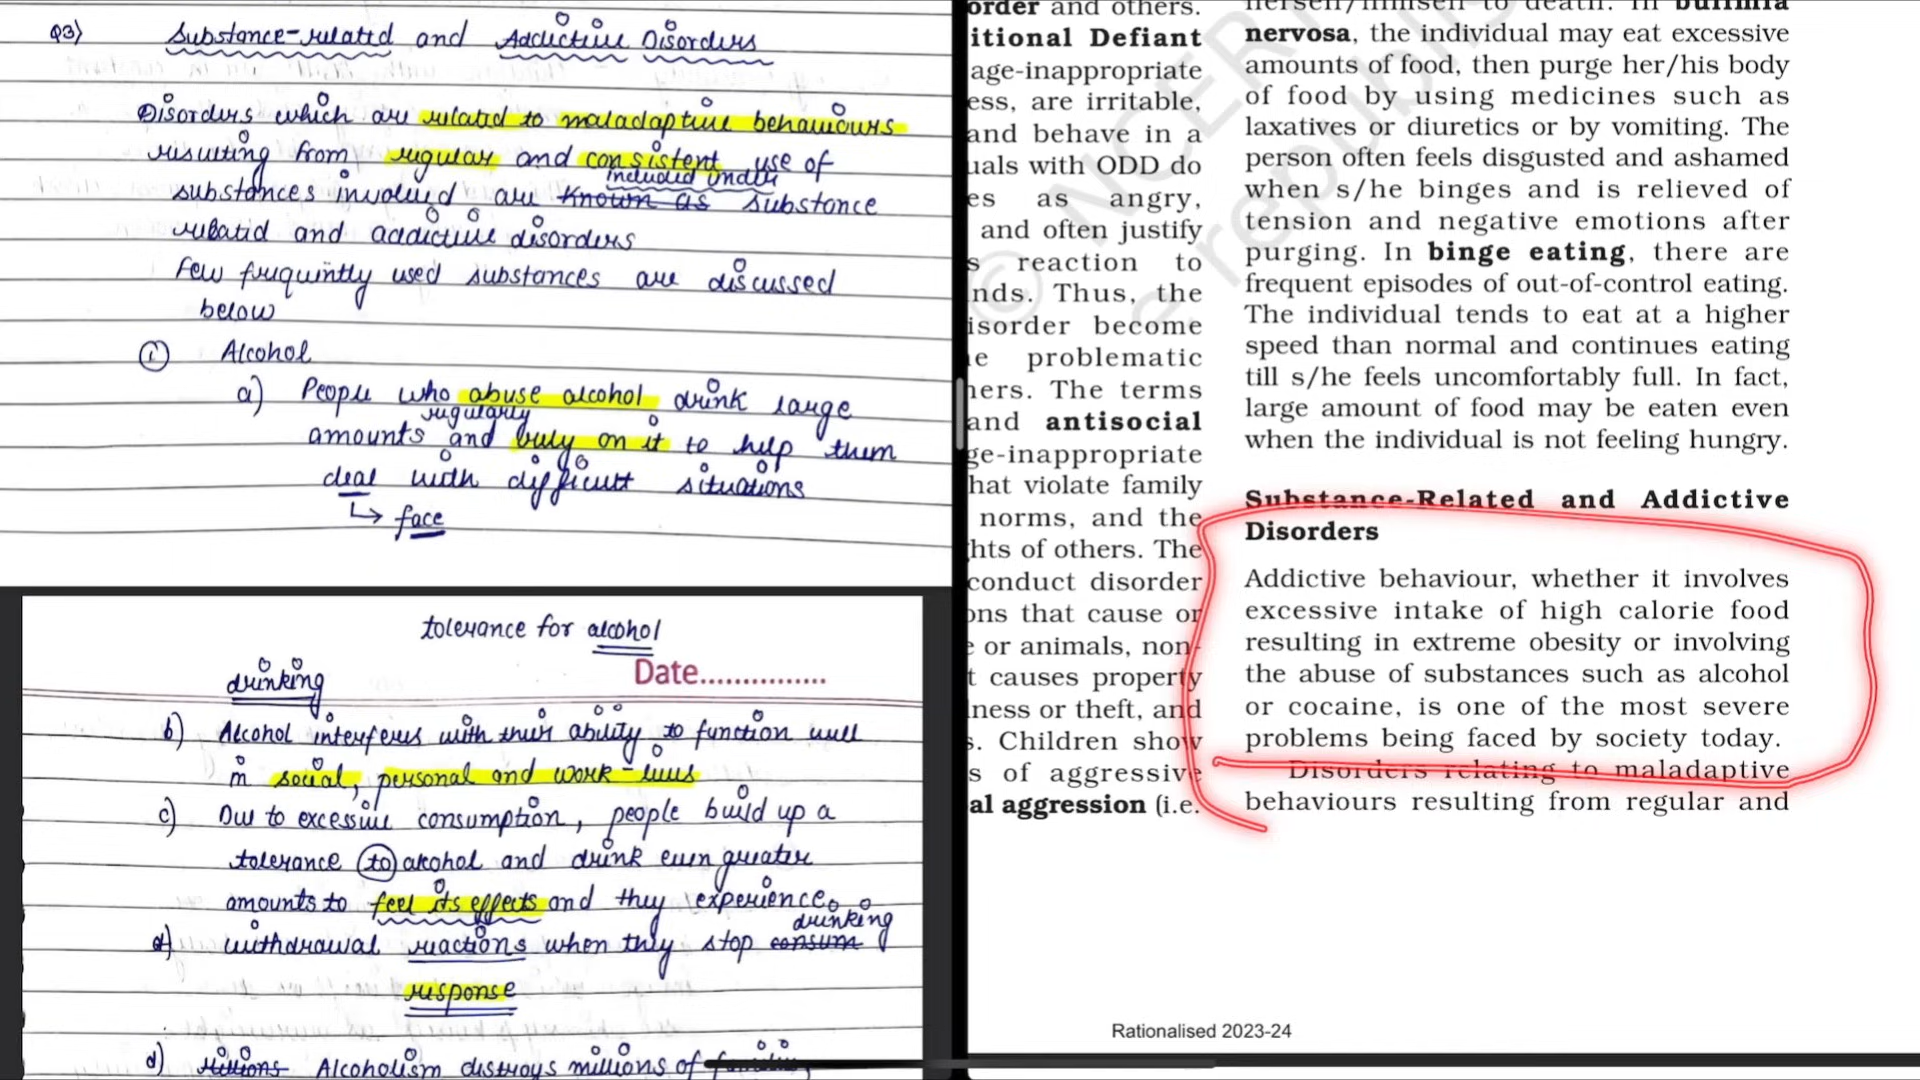 Q3) Substance-related and Addictive Disorders
Disorders which are related to maladaptive behaviours
resulting from regular and consistent use of
included under
substances involved are known as substance
related and addictive disorders
Few frequently used substances are discussed
below
(i) Alcohol
a) People who abuse alcohol drink large
regularly
amounts and rely on it to help them
deal with difficult situations
↳ face
tolerance for alcohol
Date...............
drinking
b) Alcohol interferes with their ability to function well
in social, personal and work-lives
c) Due to excessive consumption, people build up a
tolerance to alcohol and drink even greater
amounts to feel its effects and they experience
drinking
d) withdrawal reactions when they stop consum
response
d) Millions Alcoholism destroys millions of
order and others.
itional Defiant
age-inappropriate
ess, are irritable,
and behave in a
uals with ODD do
es as angry,
and often justify
s reaction to
nds. Thus, the
isorder become
e problematic
hers. The terms
and antisocial
ge-inappropriate
hat violate family
norms, and the
hts of others. The
conduct disorder
ons that cause or
e or animals, non-
t causes property
ness or theft, and
s. Children show
s of aggressive
al aggression (i.e.
herself/himself to death. In bulimia
nervosa, the individual may eat excessive
amounts of food, then purge her/his body
of food by using medicines such as
laxatives or diuretics or by vomiting. The
person often feels disgusted and ashamed
when s/he binges and is relieved of
tension and negative emotions after
purging. In binge eating, there are
frequent episodes of out-of-control eating.
The individual tends to eat at a higher
speed than normal and continues eating
till s/he feels uncomfortably full. In fact,
large amount of food may be eaten even
when the individual is not feeling hungry.
Substance-Related and Addictive
Disorders
Addictive behaviour, whether it involves
excessive intake of high calorie food
resulting in extreme obesity or involving
the abuse of substances such as alcohol
or cocaine, is one of the most severe
problems being faced by society today.
Disorders relating to maladaptive
behaviours resulting from regular and
Rationalised 2023-24
© NCERT
republi